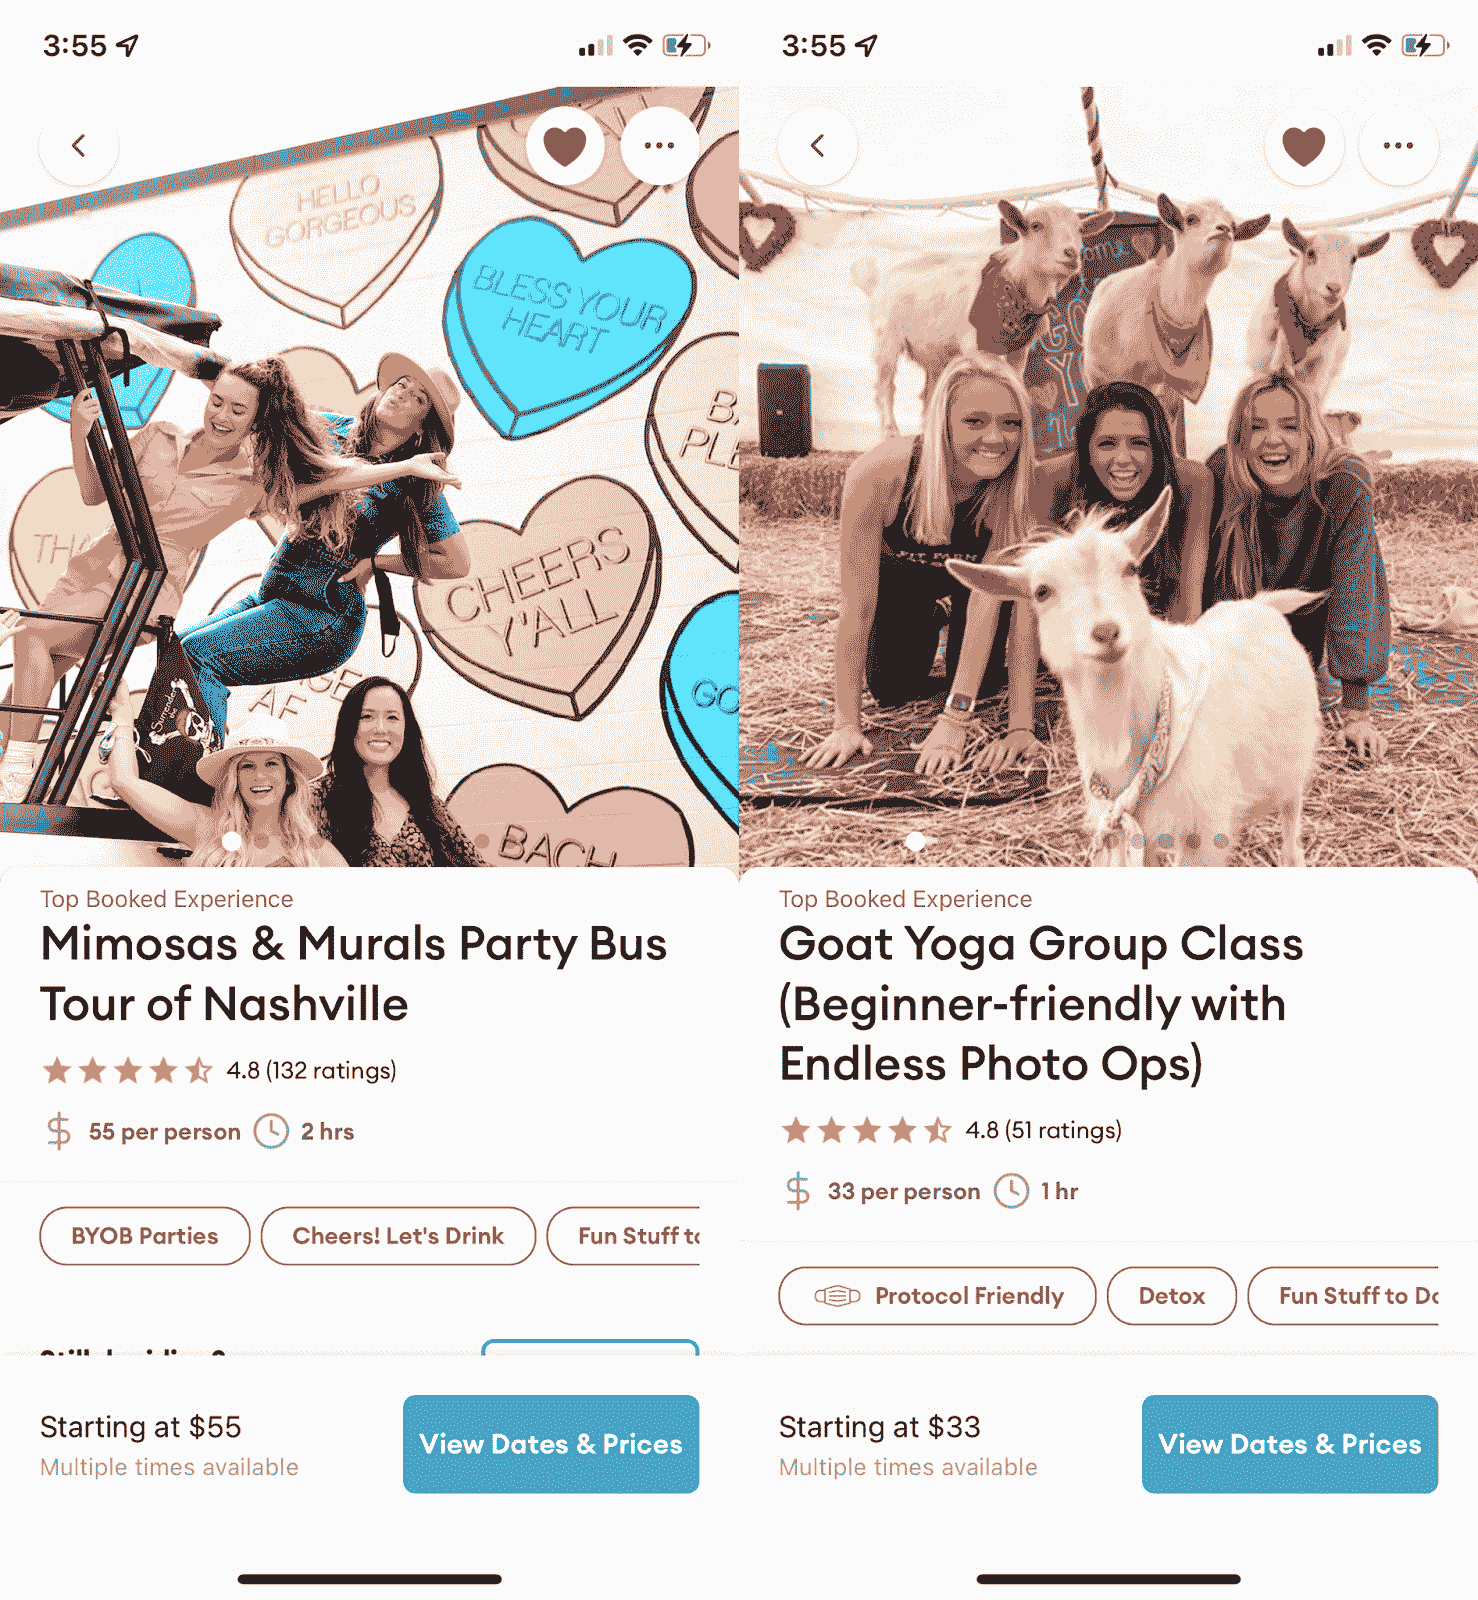 3:55
HELLO
GORGEOUS
BLESS YOUR
HEART
CHEERS
Y'ALL
BACH
Top Booked Experience
Mimosas & Murals Party Bus
Tour of Nashville
4.8 (132 ratings)
$ 55 per person 2 hrs
BYOB Parties
Cheers! Let's Drink
Fun Stuff to
Starting at $55
Multiple times available
View Dates & Prices
3:55
Top Booked Experience
Goat Yoga Group Class
(Beginner-friendly with
Endless Photo Ops)
4.8 (51 ratings)
$ 33 per person 1 hr
Protocol Friendly
Detox
Fun Stuff to Do
Starting at $33
Multiple times available
View Dates & Prices